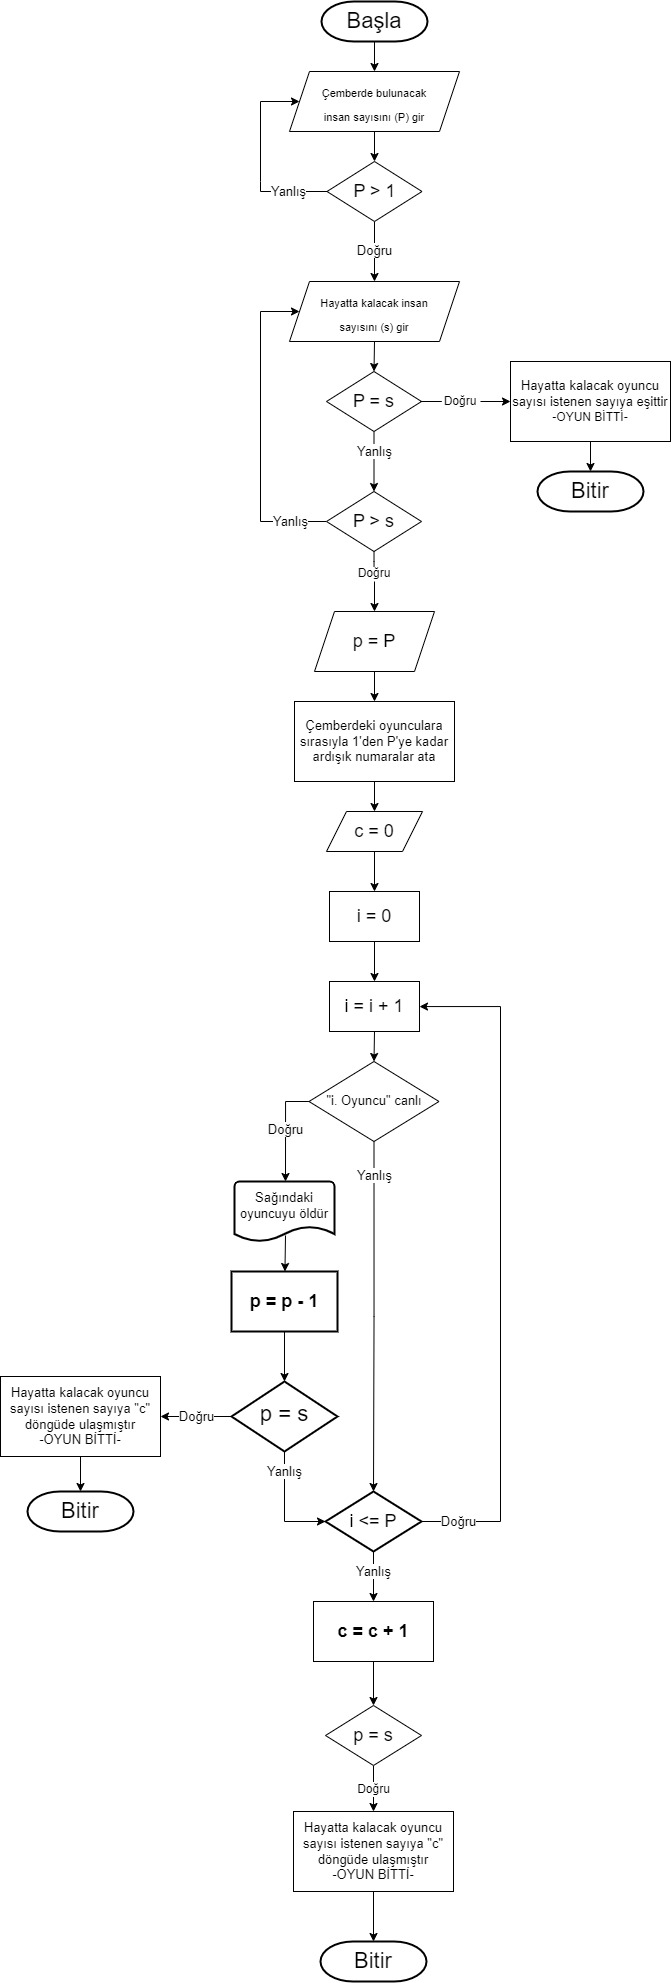 Başla
Çemberde bulunacak
insan sayısını (P) gir
P > 1
Yanlış
Doğru
Hayatta kalacak insan
sayısını (s) gir
P = s
Doğru
Hayatta kalacak oyuncu
sayısı istenen sayıya eşittir
-OYUN BİTTİ-
Bitir
Yanlış
P > s
Yanlış
Doğru
p = P
Çemberdeki oyunculara
sırasıyla 1'den P'ye kadar
ardışık numaralar ata
c = 0
i = 0
i = i + 1
"i. Oyuncu" canlı
Doğru
Yanlış
Sağındaki
oyuncuyu öldür
p = p - 1
p = s
Doğru
Hayatta kalacak oyuncu
sayısı istenen sayıya "c"
döngüde ulaşmıştır
-OYUN BİTTİ-
Bitir
Yanlış
i <= P
Doğru
Yanlış
c = c + 1
p = s
Doğru
Hayatta kalacak oyuncu
sayısı istenen sayıya "c"
döngüde ulaşmıştır
-OYUN BİTTİ-
Bitir